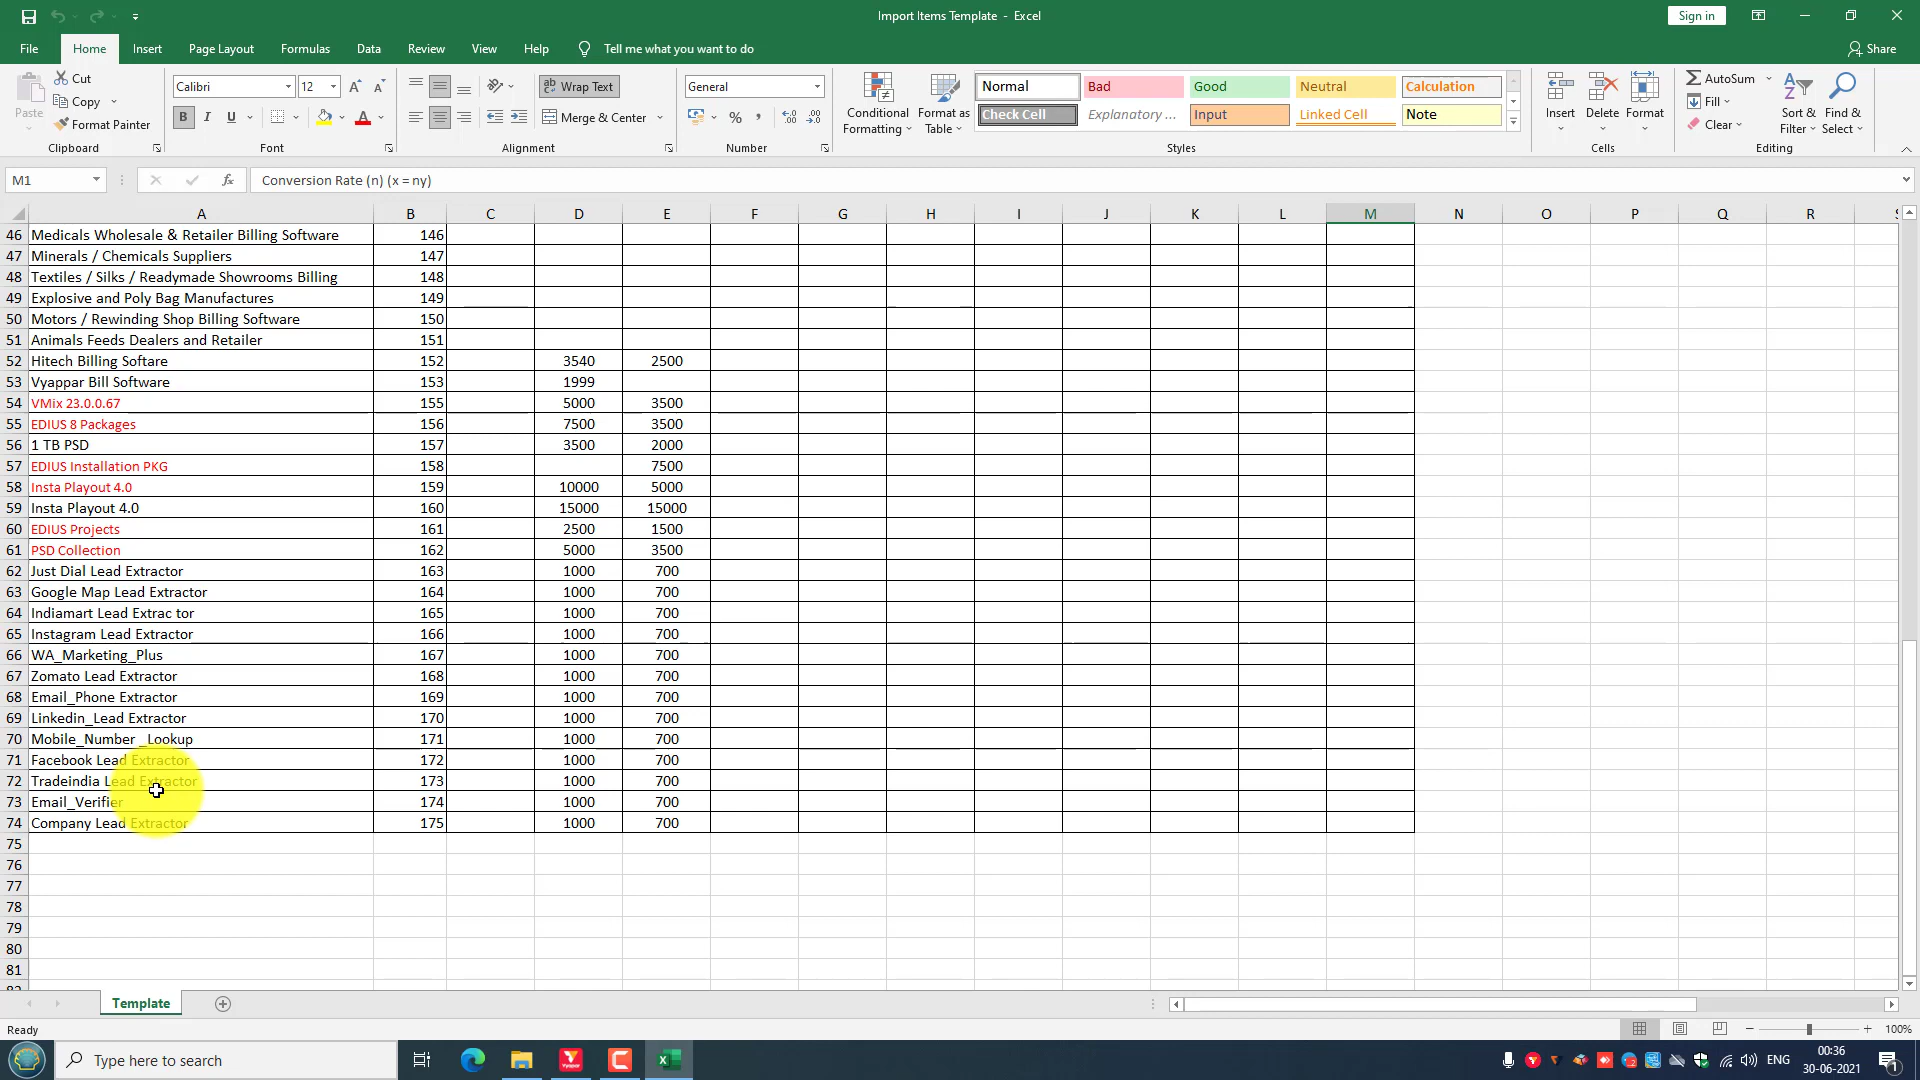 Import Items Template - Excel
Sign in
File Home Insert Page Layout Formulas Data Review View Help Tell me what you want to do Share
Paste
Cut
Copy
Format Painter
Clipboard
Calibri 12
B I U
Font
Wrap Text
Merge & Center
Alignment
General
Number
Conditional Formatting
Format as Table
Normal Bad Good Neutral Calculation
Check Cell Explanatory ... Input Linked Cell Note
Styles
Insert Delete Format
Cells
AutoSum
Fill
Clear
Sort & Filter
Find & Select
Editing
M1 fx Conversion Rate (n) (x = ny)
A B C D E F G H I J K L M N O P Q R
46 Medicals Wholesale & Retailer Billing Software 146
47 Minerals / Chemicals Suppliers 147
48 Textiles / Silks / Readymade Showrooms Billing 148
49 Explosive and Poly Bag Manufactures 149
50 Motors / Rewinding Shop Billing Software 150
51 Animals Feeds Dealers and Retailer 151
52 Hitech Billing Softare 152 3540 2500
53 Vyappar Bill Software 153 1999
54 VMix 23.0.0.67 155 5000 3500
55 EDIUS 8 Packages 156 7500 3500
56 1 TB PSD 157 3500 2000
57 EDIUS Installation PKG 158 7500
58 Insta Playout 4.0 159 10000 5000
59 Insta Playout 4.0 160 15000 15000
60 EDIUS Projects 161 2500 1500
61 PSD Collection 162 5000 3500
62 Just Dial Lead Extractor 163 1000 700
63 Google Map Lead Extractor 164 1000 700
64 Indiamart Lead Extrac tor 165 1000 700
65 Instagram Lead Extractor 166 1000 700
66 WA_Marketing_Plus 167 1000 700
67 Zomato Lead Extractor 168 1000 700
68 Email_Phone Extractor 169 1000 700
69 Linkedin_Lead Extractor 170 1000 700
70 Mobile_Number _Lookup 171 1000 700
71 Facebook Lead Extractor 172 1000 700
72 Tradeindia Lead Extractor 173 1000 700
73 Email_Verifier 174 1000 700
74 Company Lead Extractor 175 1000 700
75
76
77
78
79
80
81
Template
Ready 100%
Type here to search
ENG
00:36
30-06-2021